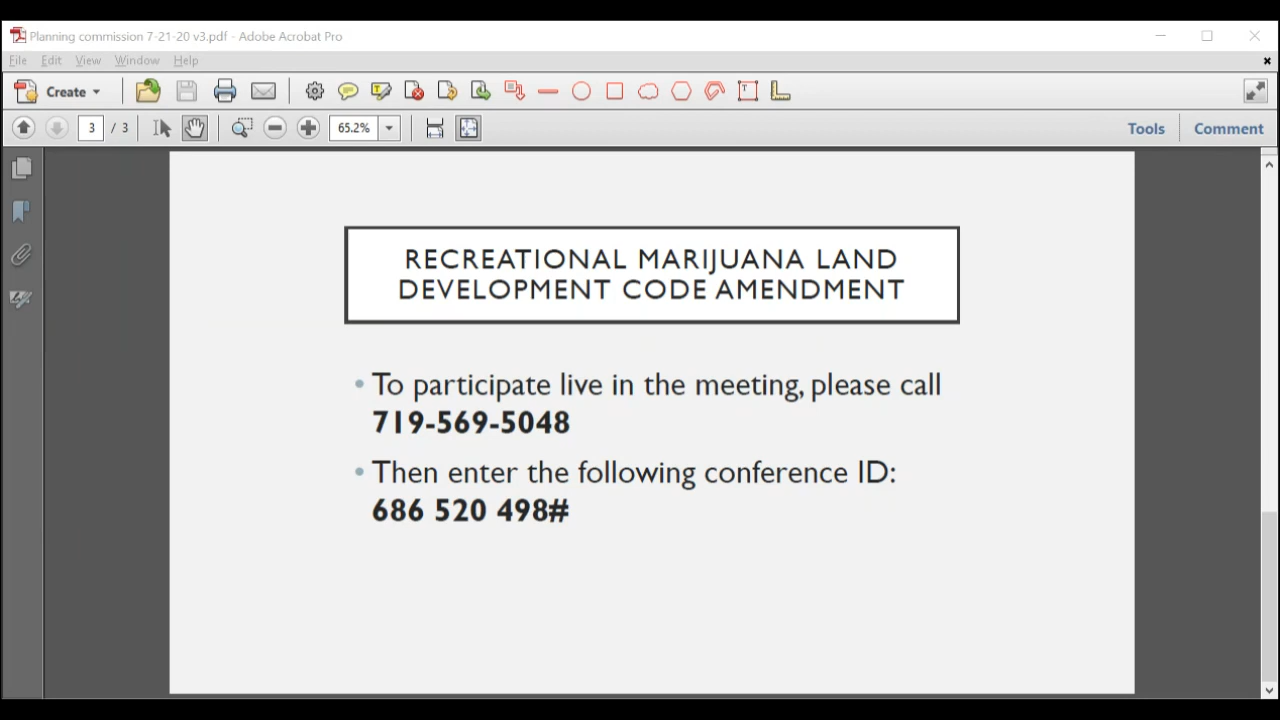 Planning commission 7-21-20 v3.pdf - Adobe Acrobat Pro
File Edit View Window Help
Create
3 / 3 65.2% Tools Comment
RECREATIONAL MARIJUANA LAND
DEVELOPMENT CODE AMENDMENT
• To participate live in the meeting, please call
719-569-5048
• Then enter the following conference ID:
686 520 498#